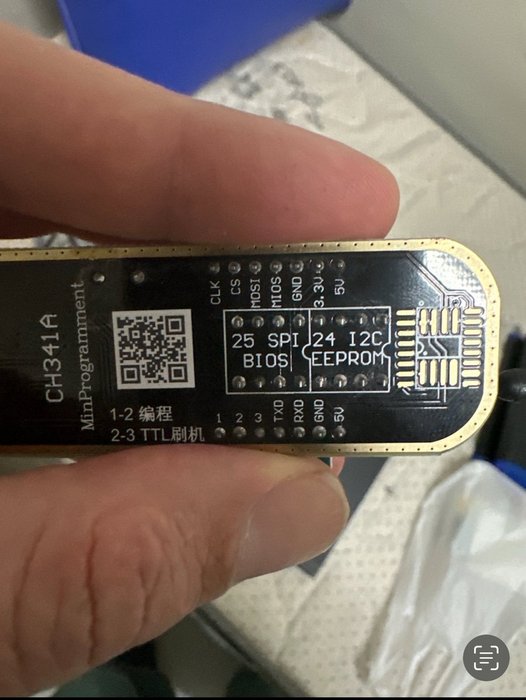 CH341A
MinProgramment
CLK CS MOSI MIOS GND 3.3V 5V
25 SPI BIOS
24 I2C EEPROM
1-2 编程
2-3 TTL刷机
1 2 3 TXD RXD GND 5V